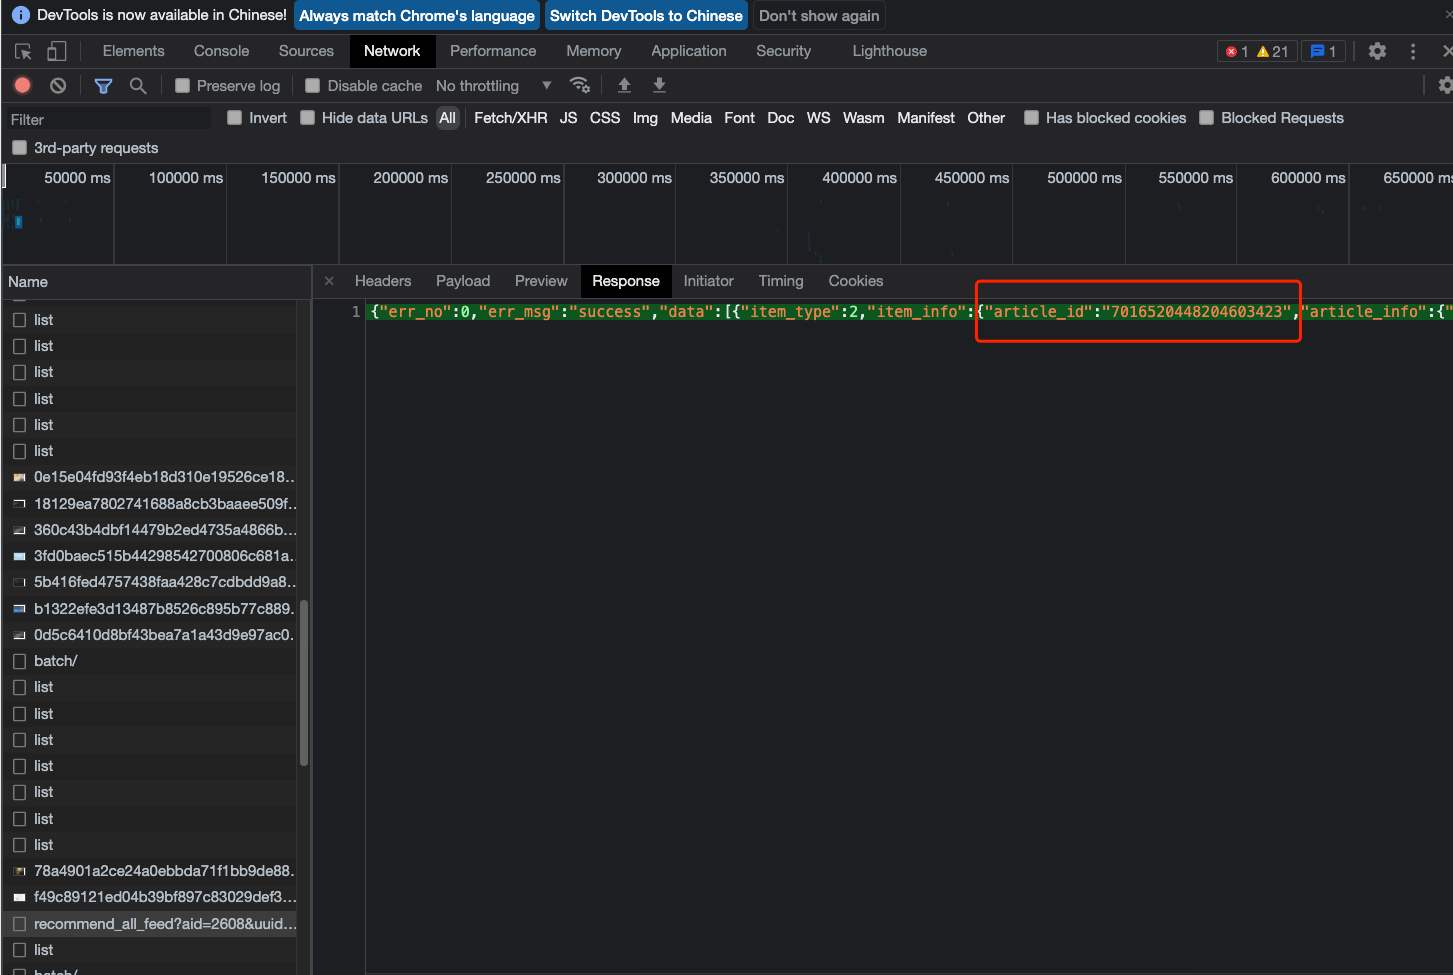 DevTools is now available in Chinese! Always match Chrome's language Switch DevTools to Chinese Don't show again
Elements Console Sources Network Performance Memory Application Security Lighthouse 1 21 1
Preserve log Disable cache No throttling
Filter Invert Hide data URLs All Fetch/XHR JS CSS Img Media Font Doc WS Wasm Manifest Other Has blocked cookies Blocked Requests
3rd-party requests
50000 ms 100000 ms 150000 ms 200000 ms 250000 ms 300000 ms 350000 ms 400000 ms 450000 ms 500000 ms 550000 ms 600000 ms 650000 ms
Name
list
list
list
list
list
list
0e15e04fd93f4eb18d310e19526ce18...
18129ea7802741688a8cb3baaee509f...
360c43b4dbf14479b2ed4735a4866b...
3fd0baec515b44298542700806c681a...
5b416fed4757438faa428c7cdbdd9a8...
b1322efe3d13487b8526c895b77c889...
0d5c6410d8bf43bea7a1a43d9e97ac0...
batch/
list
list
list
list
list
list
list
78a4901a2ce24a0ebbda71f1bb9de88...
f49c89121ed04b39bf897c83029def3...
recommend_all_feed?aid=2608&uuid...
list
batch/
Headers Payload Preview Response Initiator Timing Cookies
1 {"err_no":0,"err_msg":"success","data":[{"item_type":2,"item_info":{"article_id":"7016520448204603423","article_info":{"